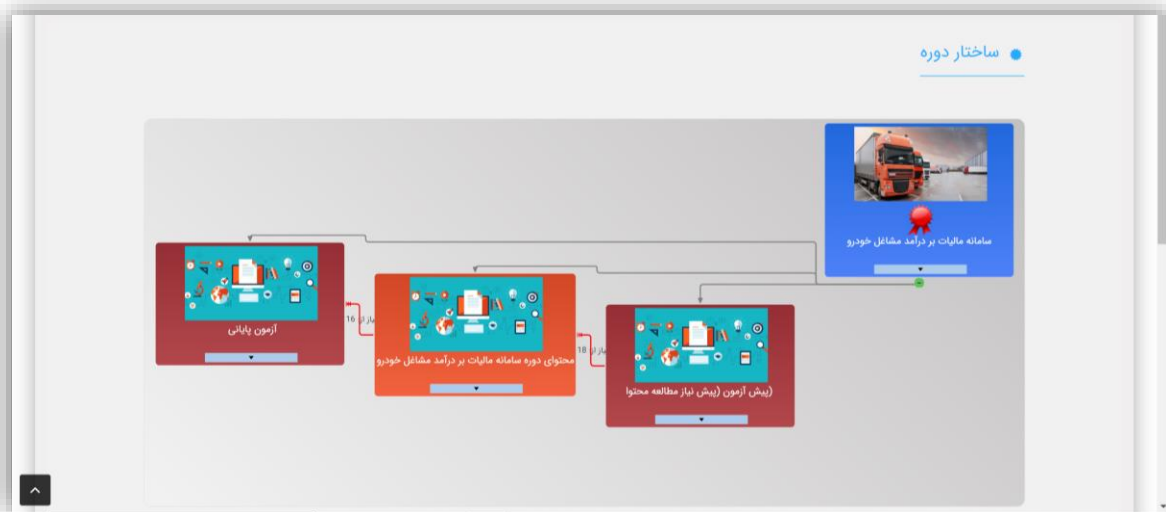 ساختار دوره
سامانه مالیات بر درآمد مشاغل خودرو
(پیش آزمون (پیش نیاز مطالعه محتوا
18
محتوای دوره سامانه مالیات بر درآمد مشاغل خودرو
16
آزمون پایانی